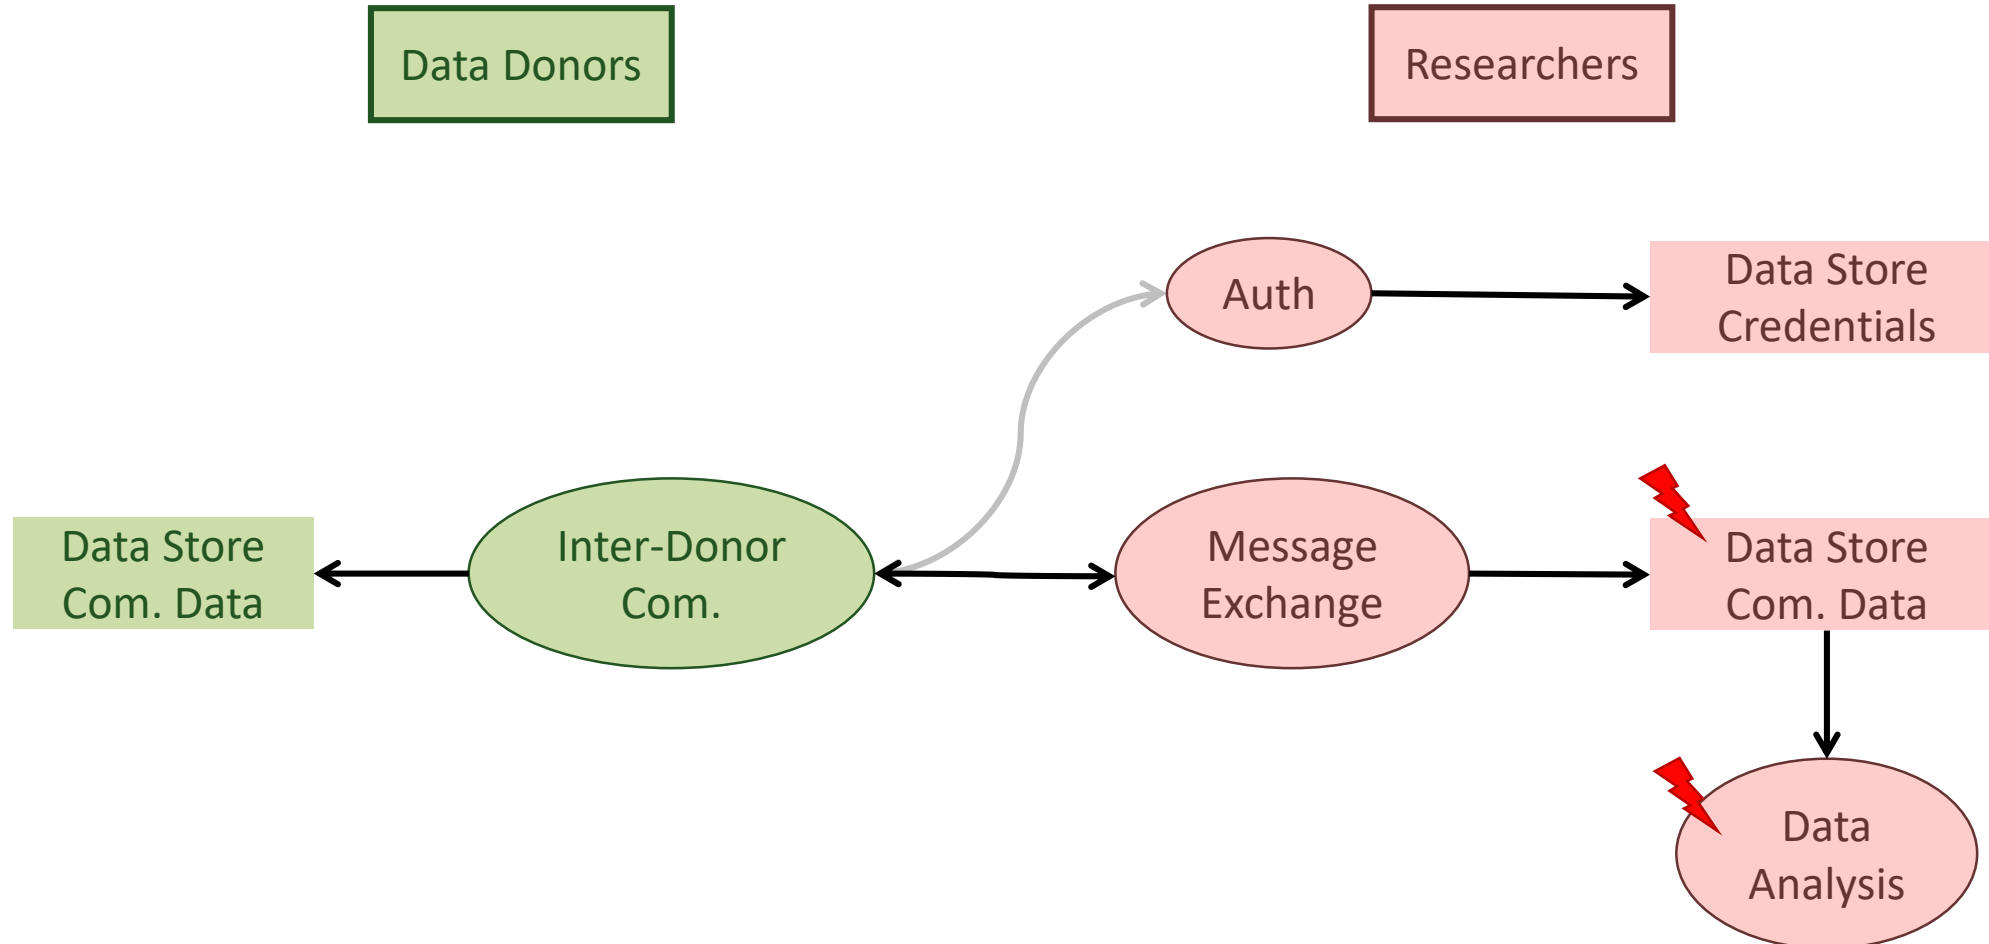 Data Donors
Researchers
Auth
Data Store
Credentials
Data Store
Com. Data
Inter-Donor
Com.
Message
Exchange
Data Store
Com. Data
Data
Analysis